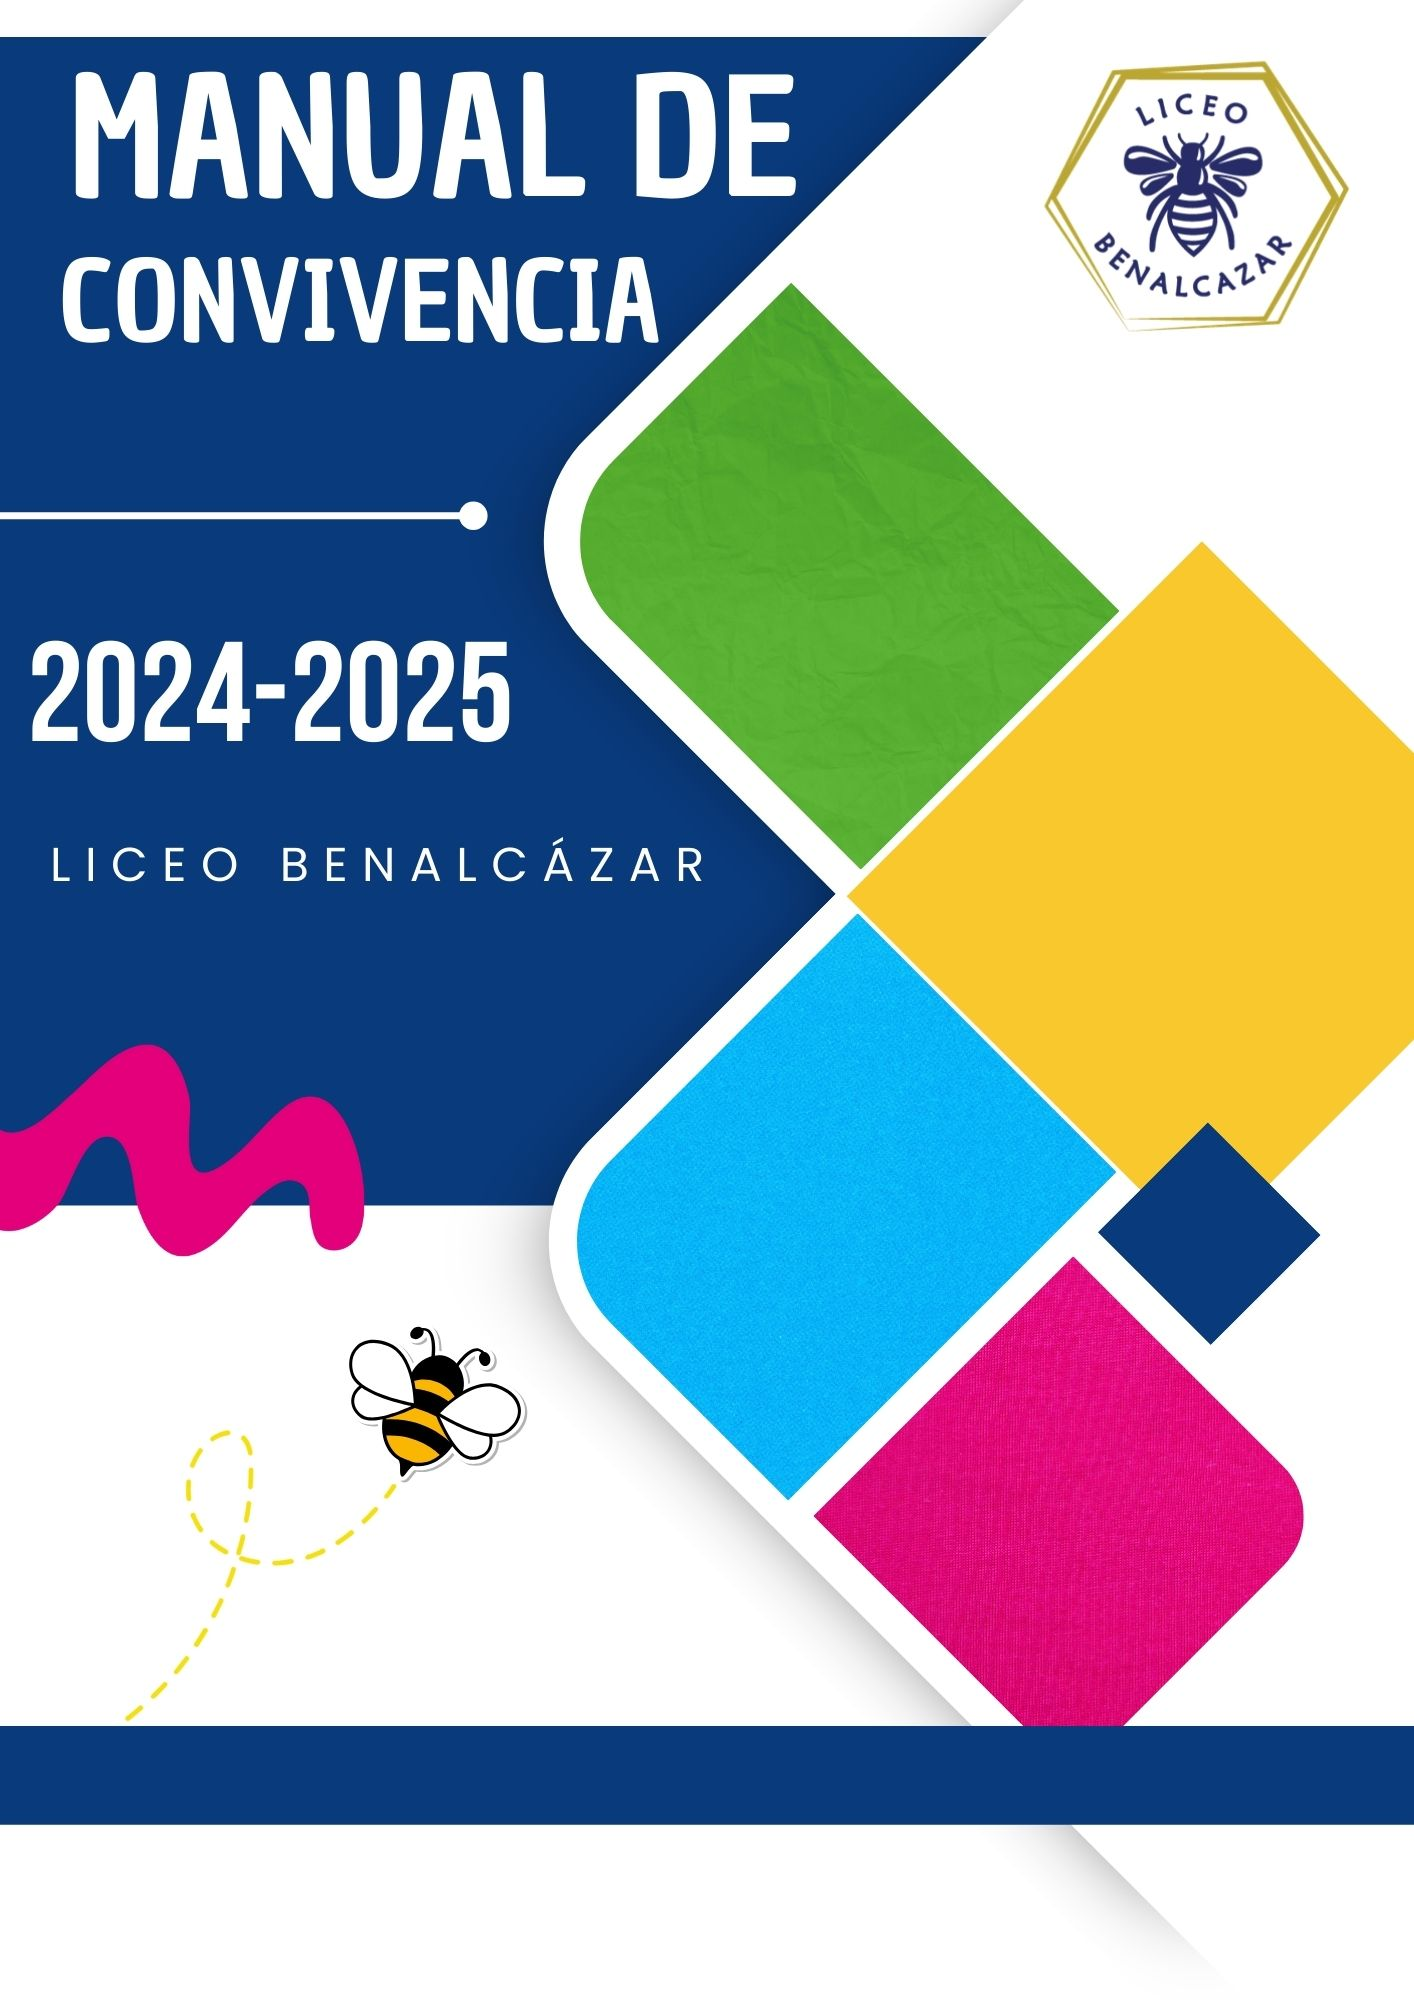 MANUAL DE
CONVIVENCIA
LICEO
BENALCAZAR
2024-2025
LICEO BENALCÁZAR